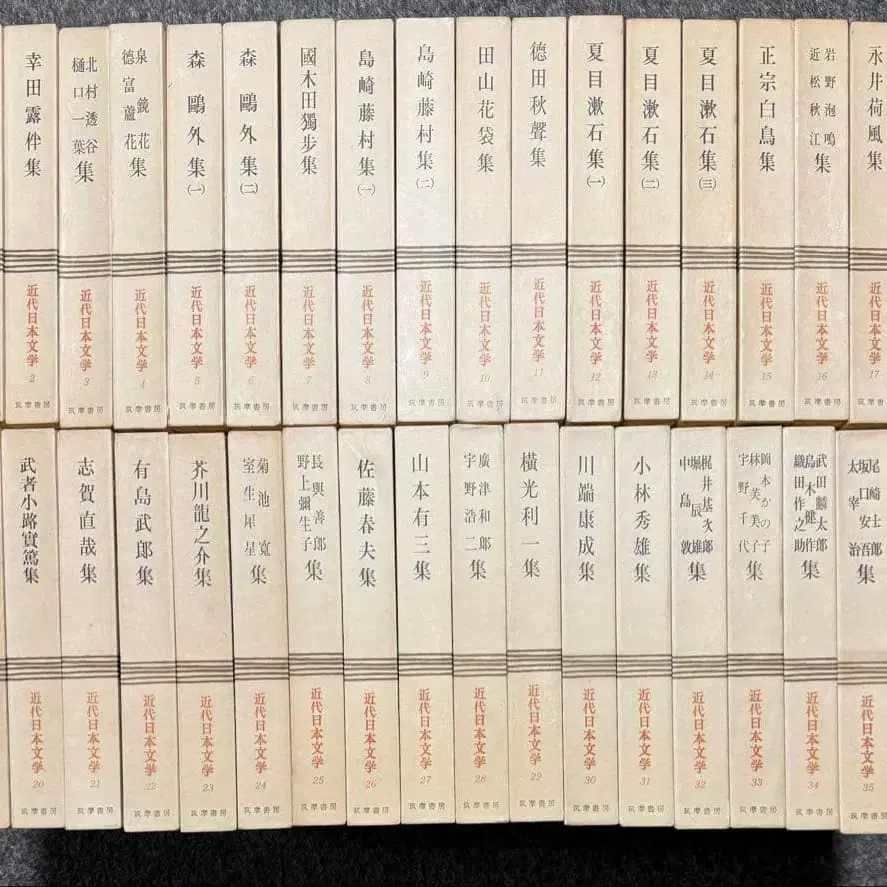 幸田露伴集
近代日本文学
2
筑摩書房
北村透谷
樋口一葉
集
近代日本文学
3
筑摩書房
泉鏡花
德富蘆花
集
近代日本文学
4
筑摩書房
森鷗外集(一)
近代日本文学
5
筑摩書房
森鷗外集(二)
近代日本文学
6
筑摩書房
國木田獨步集
近代日本文学
7
筑摩書房
島崎藤村集(一)
近代日本文学
8
筑摩書房
島崎藤村集(二)
近代日本文学
9
筑摩書房
田山花袋集
近代日本文学
10
筑摩書房
德田秋聲集
近代日本文学
11
筑摩書房
夏目漱石集(一)
近代日本文学
12
筑摩書房
夏目漱石集(二)
近代日本文学
13
筑摩書房
夏目漱石集(三)
近代日本文学
14
筑摩書房
正宗白鳥集
近代日本文学
15
筑摩書房
岩野泡鳴
近松秋江
集
近代日本文学
16
筑摩書房
永井荷風集
近代日本文学
17
筑摩書房
武者小路實篤集
近代日本文学
20
筑摩書房
志賀直哉集
近代日本文学
21
筑摩書房
有島武郎集
近代日本文学
22
筑摩書房
芥川龍之介集
近代日本文学
23
筑摩書房
菊池寬
室生犀星
集
近代日本文学
24
筑摩書房
長與善郎
野上彌生子
集
近代日本文学
25
筑摩書房
佐藤春夫集
近代日本文学
26
筑摩書房
山本有三集
近代日本文学
27
筑摩書房
廣津和郎
宇野浩二
集
近代日本文学
28
筑摩書房
橫光利一集
近代日本文学
29
筑摩書房
川端康成集
近代日本文学
30
筑摩書房
小林秀雄集
近代日本文学
31
筑摩書房
梶井基次郎
堀辰雄
中島敦
集
近代日本文学
32
筑摩書房
岡本かの子
林芙美子
宇野千代
集
近代日本文学
33
筑摩書房
武田麟太郎
島木健作
織田作之助
集
近代日本文学
34
筑摩書房
尾崎士郎
坂口安吾
太宰治
集
近代日本文学
35
筑摩書房